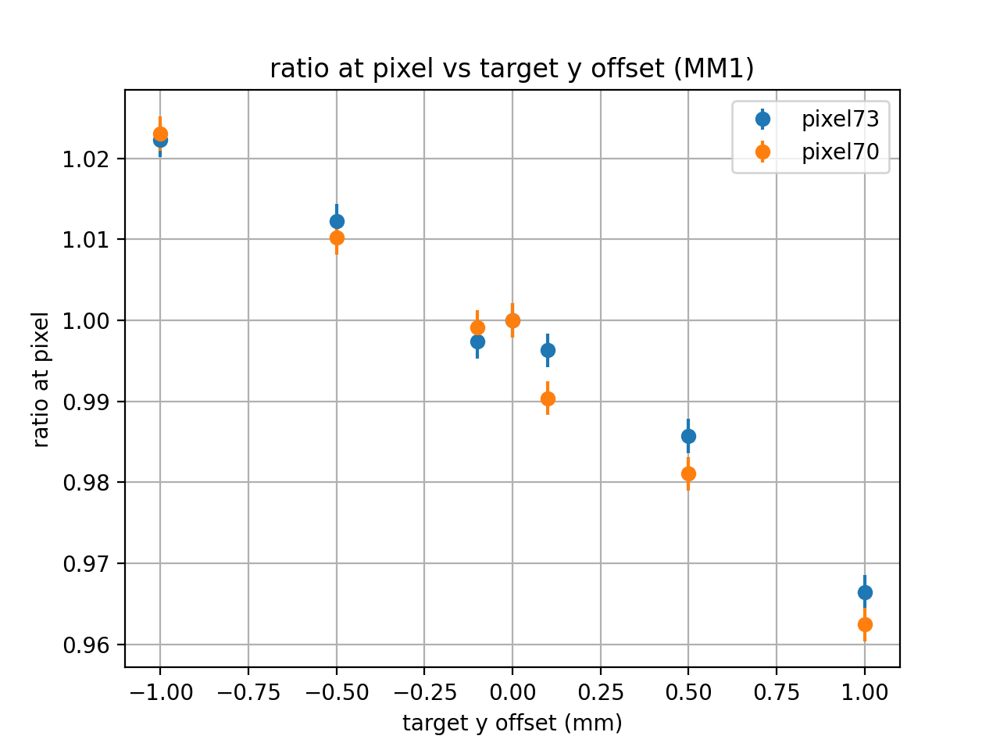 ratio at pixel vs target y offset (MM1)
pixel73
pixel70
ratio at pixel
1.02
1.01
1.00
0.99
0.98
0.97
0.96
−1.00 −0.75 −0.50 −0.25 0.00 0.25 0.50 0.75 1.00
target y offset (mm)